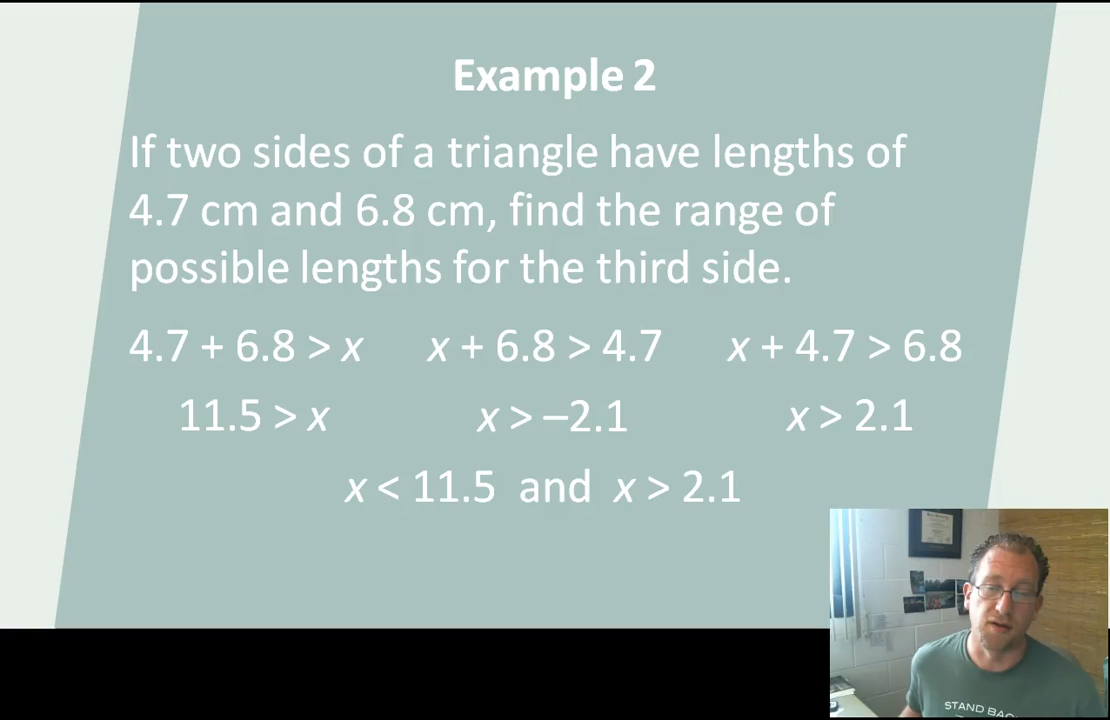 Example 2
If two sides of a triangle have lengths of
4.7 cm and 6.8 cm, find the range of
possible lengths for the third side.
4.7 + 6.8 > x x + 6.8 > 4.7 x + 4.7 > 6.8
11.5 > x x > –2.1 x > 2.1
x < 11.5 and x > 2.1
STAND BAC